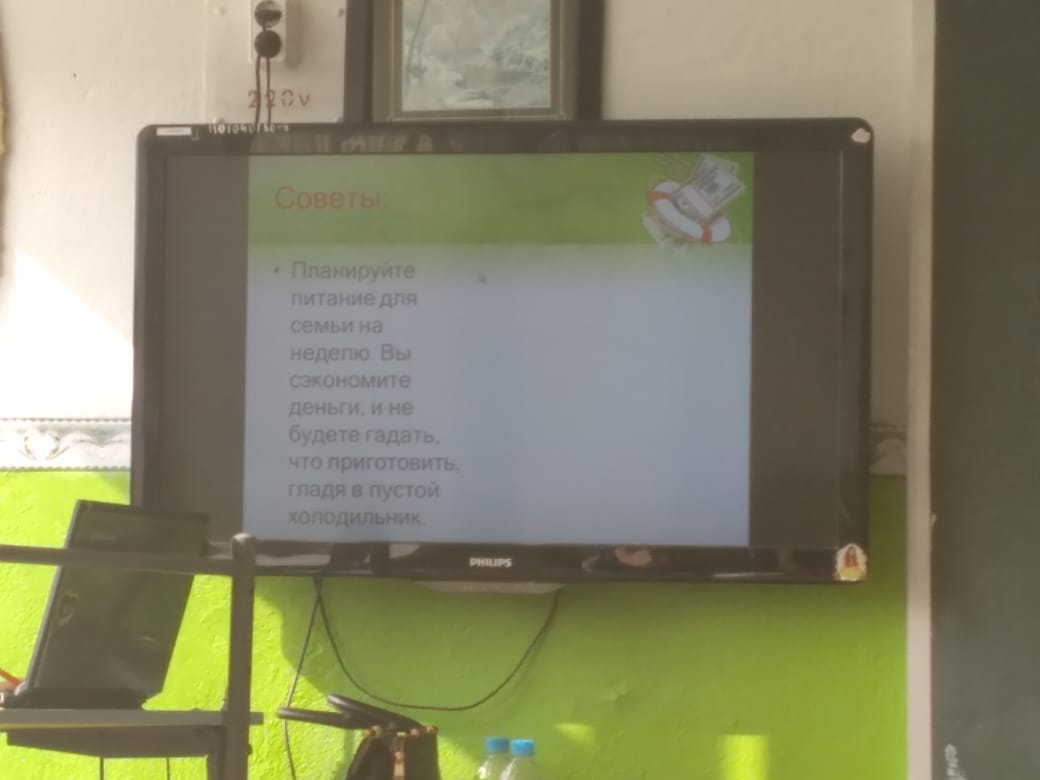 220v
Советы:
• Планируйте
питание для
семьи на
неделю. Вы
сэкономите
деньги, и не
будете гадать,
что приготовить,
глядя в пустой
холодильник.
PHILIPS